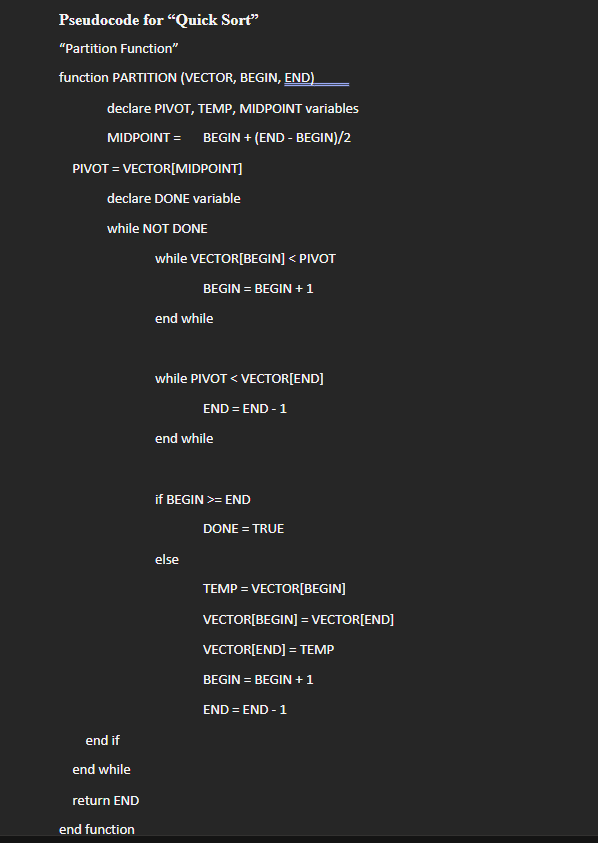 Pseudocode for “Quick Sort”
“Partition Function”
function PARTITION (VECTOR, BEGIN, END)
declare PIVOT, TEMP, MIDPOINT variables
MIDPOINT = BEGIN + (END - BEGIN)/2
PIVOT = VECTOR[MIDPOINT]
declare DONE variable
while NOT DONE
while VECTOR[BEGIN] < PIVOT
BEGIN = BEGIN + 1
end while
while PIVOT < VECTOR[END]
END = END - 1
end while
if BEGIN >= END
DONE = TRUE
else
TEMP = VECTOR[BEGIN]
VECTOR[BEGIN] = VECTOR[END]
VECTOR[END] = TEMP
BEGIN = BEGIN + 1
END = END - 1
end if
end while
return END
end function